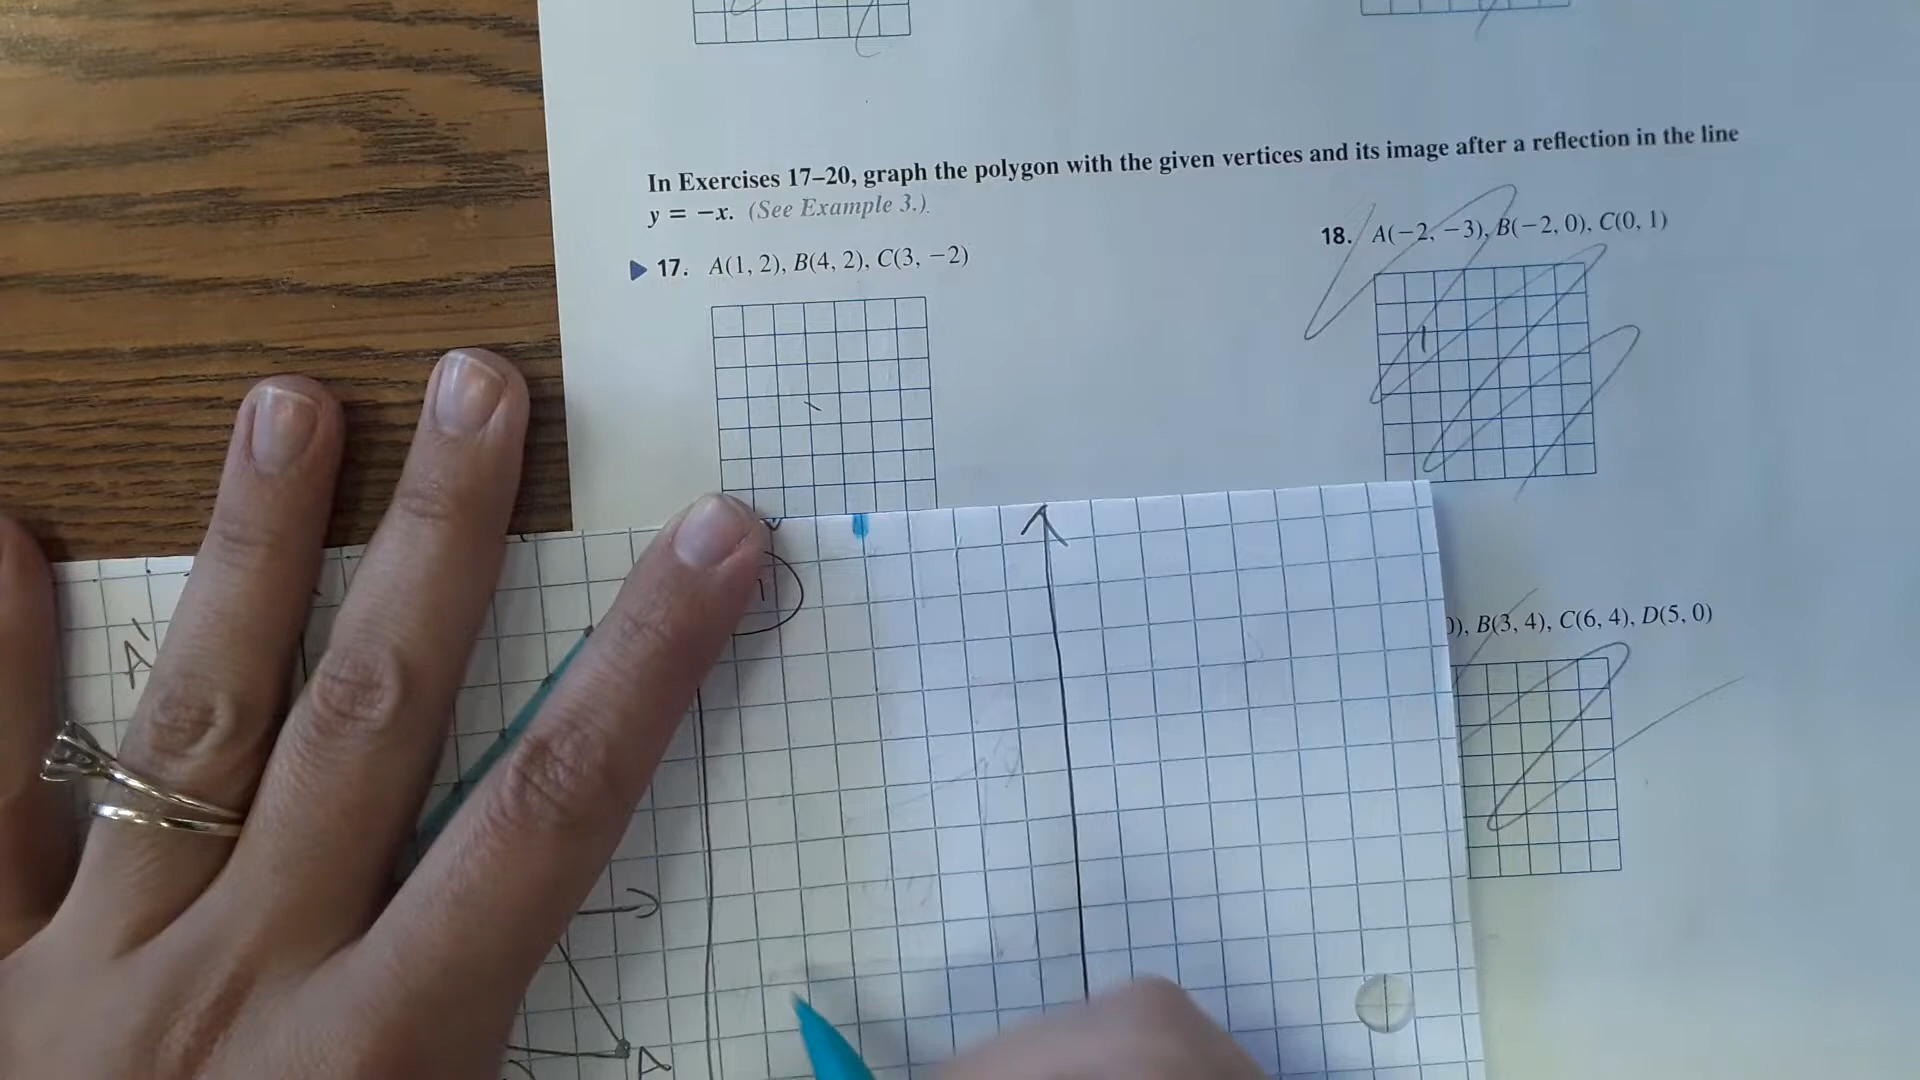 In Exercises 17–20, graph the polygon with the given vertices and its image after a reflection in the line
y = −x. (See Example 3.)
17. A(1, 2), B(4, 2), C(3, −2)
18. A(−2, −3), B(−2, 0), C(0, 1)
), B(3, 4), C(6, 4), D(5, 0)
A'
A